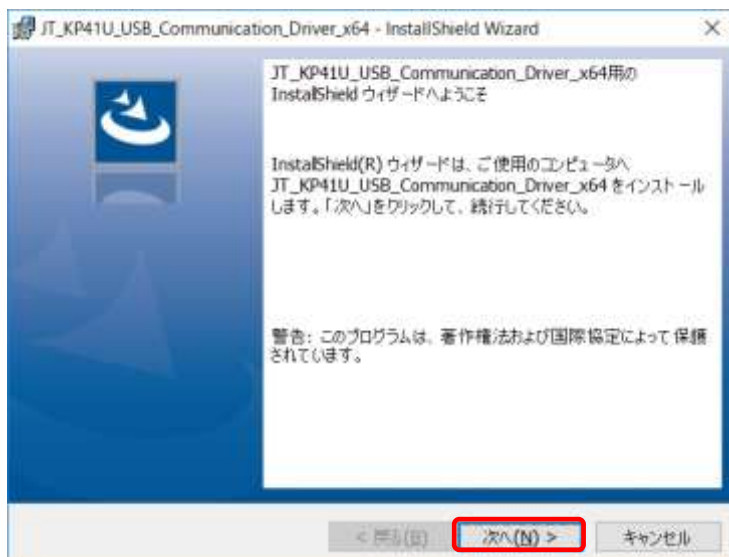 JT_KP41U_USB_Communication_Driver_x64 - InstallShield Wizard
JT_KP41U_USB_Communication_Driver_x64用の
InstallShield ウィザードへようこそ
InstallShield(R) ウィザードは、ご使用のコンピュータへ
JT_KP41U_USB_Communication_Driver_x64 をインストール
します。「次へ」をクリックして、続行してください。
警告: このプログラムは、著作権法および国際協定によって保護
されています。
< 戻る(B)
次へ(N) >
キャンセル